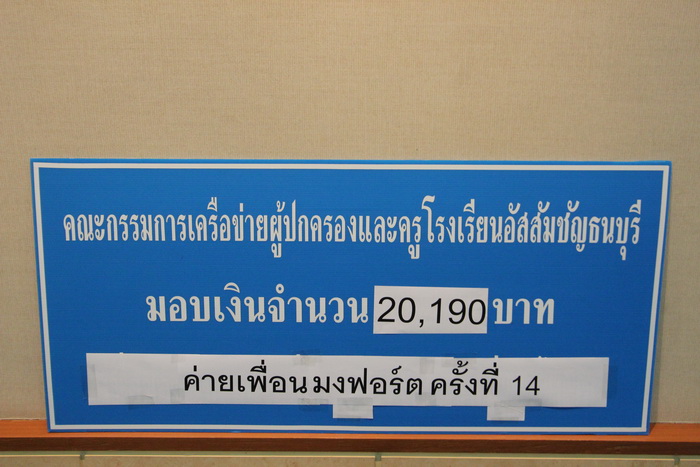 คณะกรรมการเครือข่ายผู้ปกครองและครูโรงเรียนอัสสัมชัญธนบุรี
มอบเงินจำนวน 20,190 บาท
ค่ายเพื่อน มงฟอร์ต ครั้งที่ 14